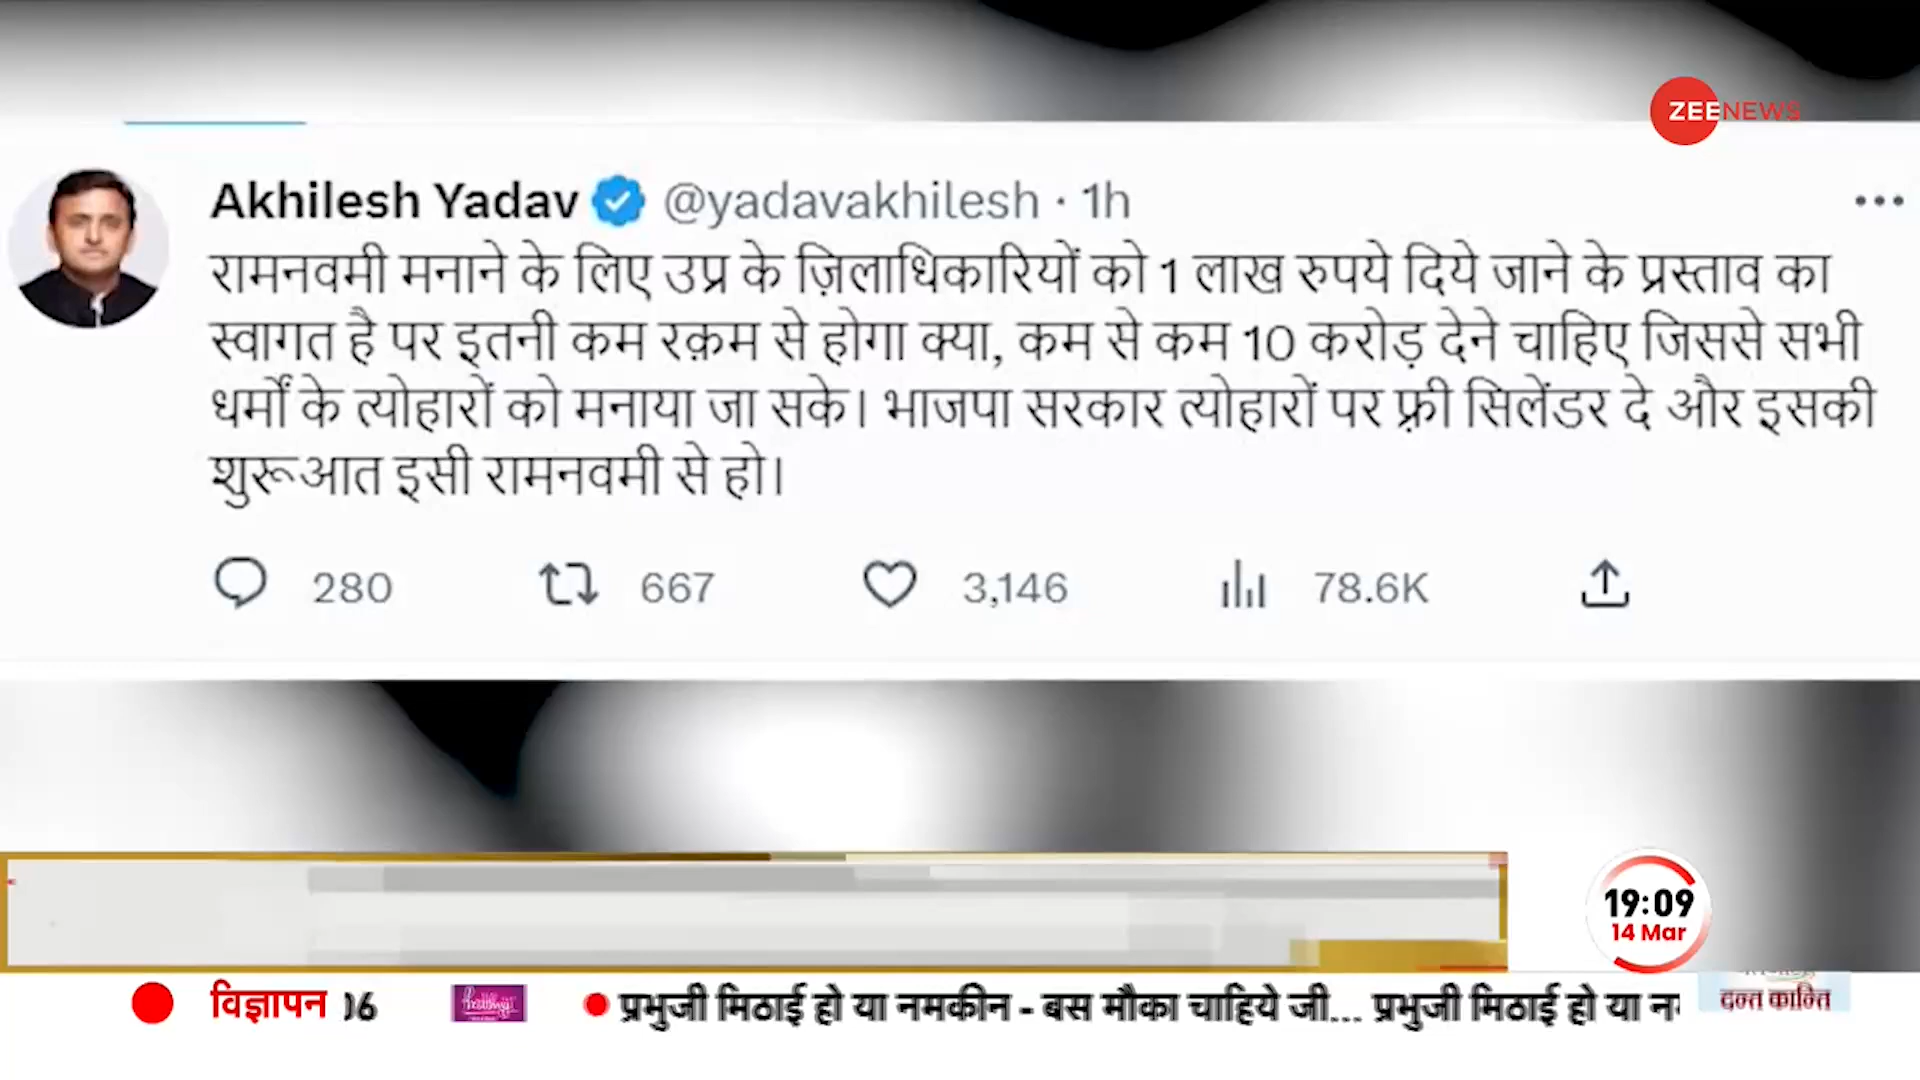 ZEENEWS
Akhilesh Yadav @yadavakhilesh · 1h
रामनवमी मनाने के लिए उप्र के ज़िलाधिकारियों को 1 लाख रुपये दिये जाने के प्रस्ताव का
स्वागत है पर इतनी कम रक़म से होगा क्या, कम से कम 10 करोड़ देने चाहिए जिससे सभी
धर्मों के त्योहारों को मनाया जा सके। भाजपा सरकार त्योहारों पर फ़्री सिलेंडर दे और इसकी
शुरूआत इसी रामनवमी से हो।
280 667 3,146 78.6K
19:09
14 Mar
विज्ञापन 06 प्रभुजी मिठाई हो या नमकीन - बस मौका चाहिये जी... प्रभुजी मिठाई हो या
दन्त कान्ति